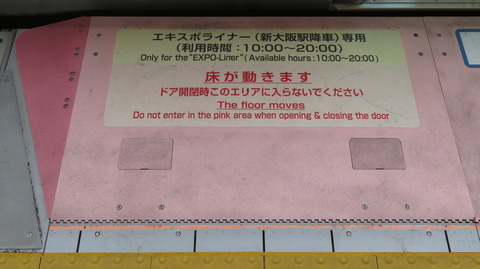 エキスポライナー（新大阪駅降車）専用
（利用時間：10:00～20:00）
Only for the "EXPO-Liner" ( Available hours : 10:00～20:00 )
床が動きます
ドア開閉時このエリアに入らないでください
The floor moves
Do not enter in the pink area when opening & closing the door